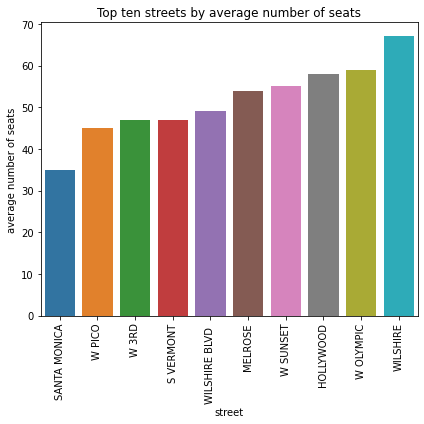 Top ten streets by average number of seats
average number of seats
70
60
50
40
30
20
10
0
SANTA MONICA
W PICO
W 3RD
S VERMONT
WILSHIRE BLVD
MELROSE
W SUNSET
HOLLYWOOD
W OLYMPIC
WILSHIRE
street